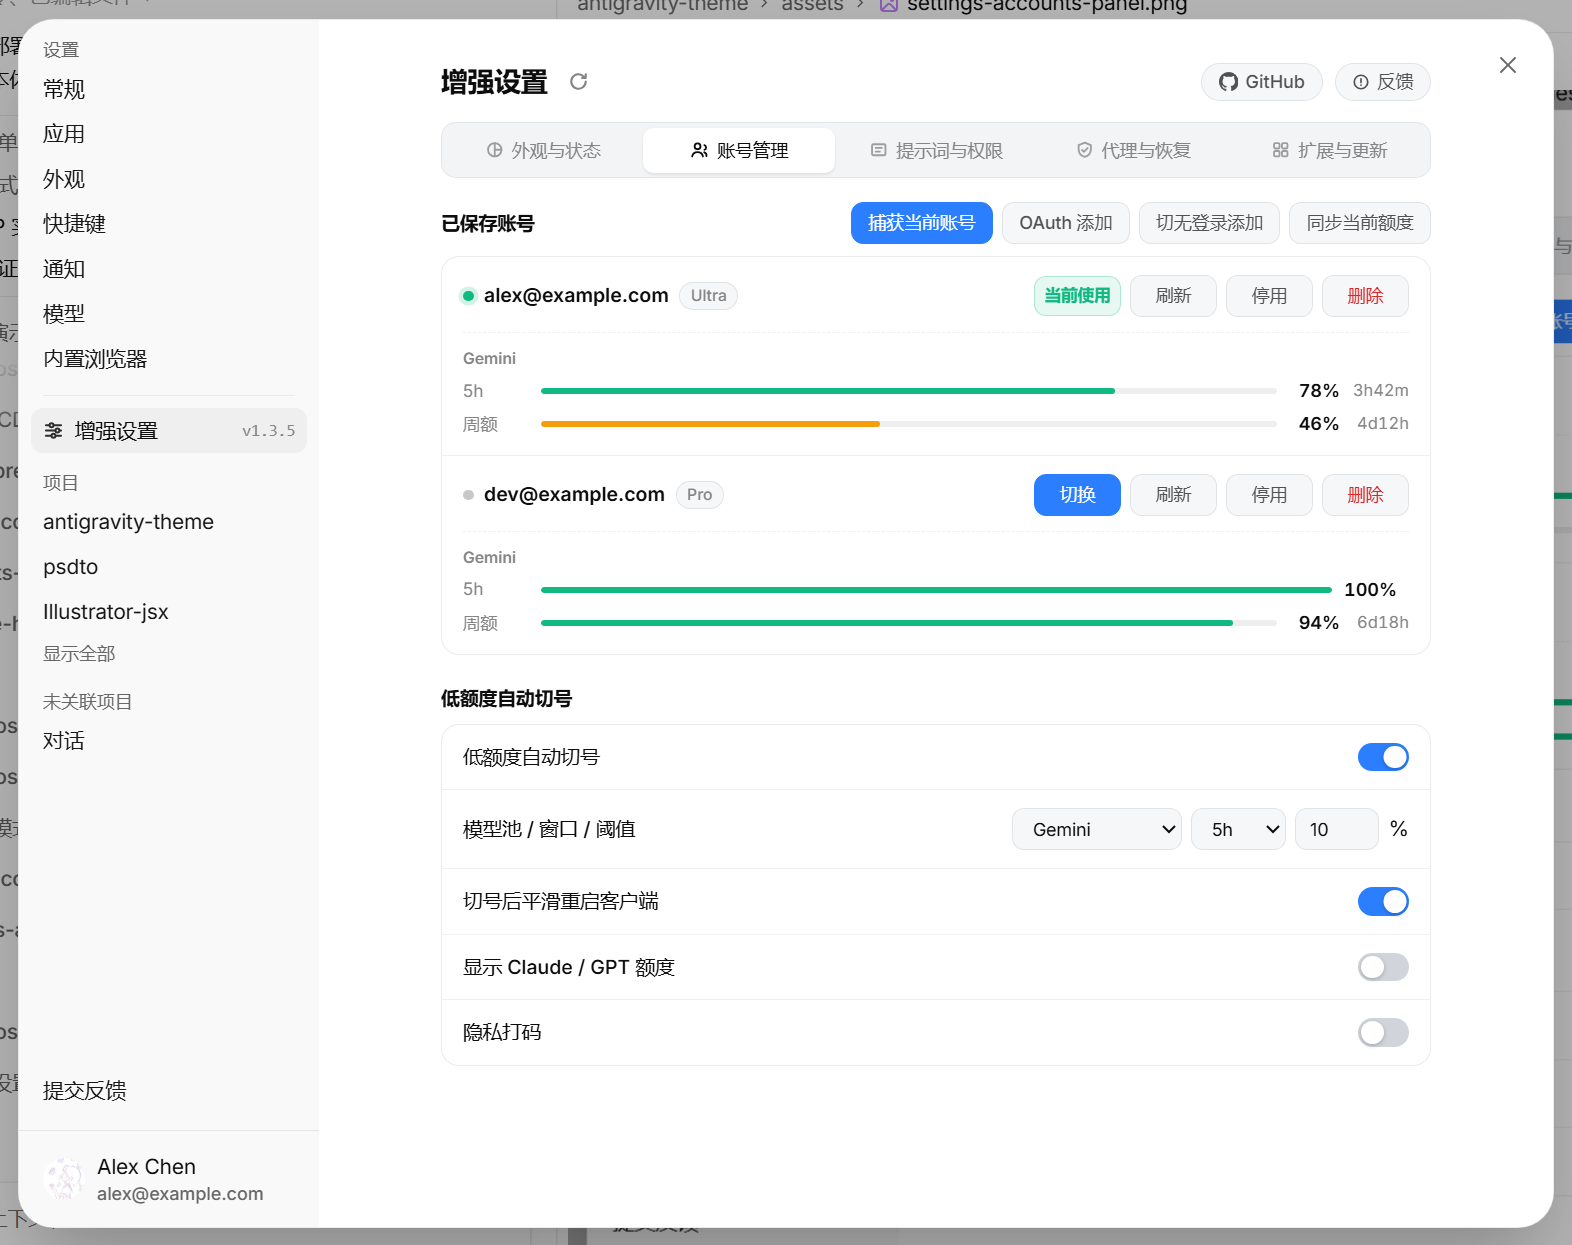 antigravity-theme > assets > settings-accounts-panel.png
设置
常规
应用
外观
快捷键
通知
模型
内置浏览器
增强设置 v1.3.5
项目
antigravity-theme
psdto
Illustrator-jsx
显示全部
未关联项目
对话
提交反馈
Alex Chen
alex@example.com
增强设置
GitHub
反馈
外观与状态
账号管理
提示词与权限
代理与恢复
扩展与更新
已保存账号
捕获当前账号
OAuth 添加
切无登录添加
同步当前额度
alex@example.com Ultra
当前使用
刷新
停用
删除
Gemini
5h 78% 3h42m
周额 46% 4d12h
dev@example.com Pro
切换
刷新
停用
删除
Gemini
5h 100%
周额 94% 6d18h
低额度自动切号
低额度自动切号
模型池 / 窗口 / 阈值 Gemini 5h 10 %
切号后平滑重启客户端
显示 Claude / GPT 额度
隐私打码